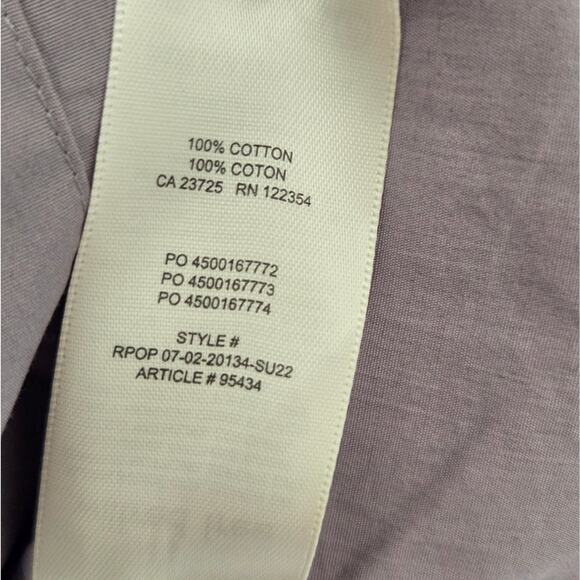 100% COTTON
100% COTON
CA 23725 RN 122354
PO 4500167772
PO 4500167773
PO 4500167774
STYLE #
RPOP 07-02-20134-SU22
ARTICLE # 95434